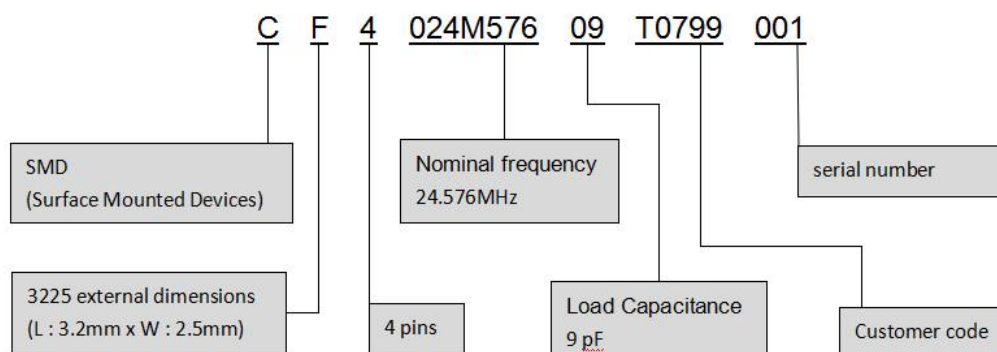 C F 4 024M576 09 T0799 001
SMD
(Surface Mounted Devices)
Nominal frequency
24.576MHz
serial number
3225 external dimensions
(L : 3.2mm x W : 2.5mm)
4 pins
Load Capacitance
9 pF
Customer code